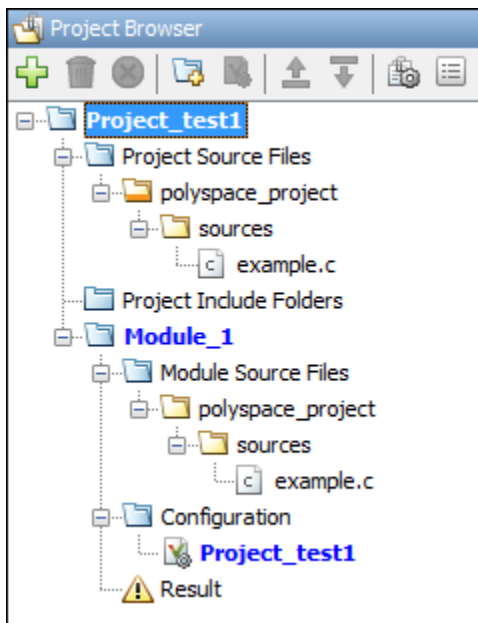 Project Browser
Project_test1
Project Source Files
polyspace_project
sources
c example.c
Project Include Folders
Module_1
Module Source Files
polyspace_project
sources
c example.c
Configuration
Project_test1
Result